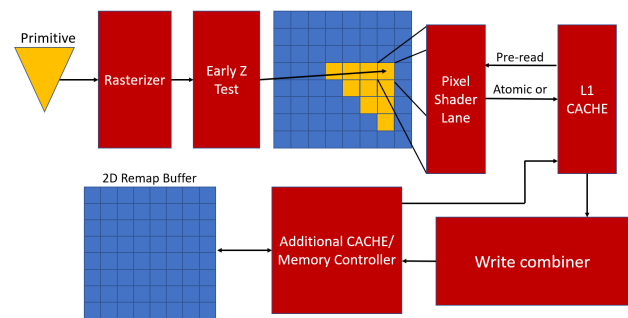 Primitive
Rasterizer
Early Z
Test
Pixel
Shader
Lane
Pre-read
Atomic or
L1
CACHE
2D Remap Buffer
Additional CACHE/
Memory Controller
Write combiner